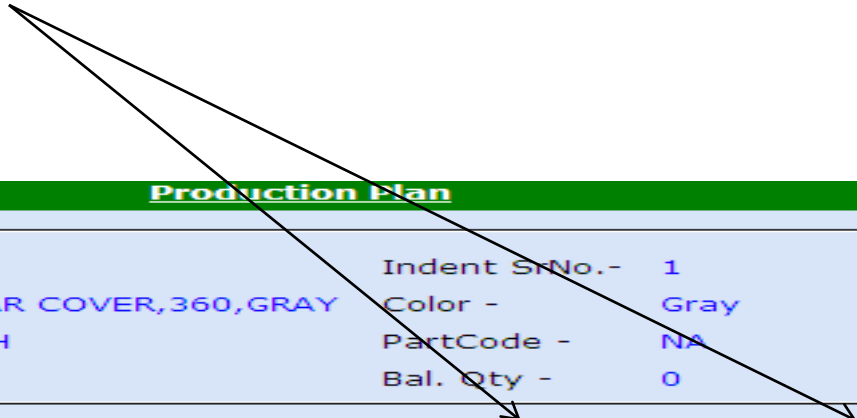 Production Plan
Indent SrNo.- 1
R COVER,360,GRAY Color - Gray
H PartCode - NA
Bal. Qty - 0